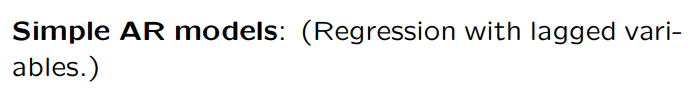 Simple AR models: (Regression with lagged vari-
ables.)